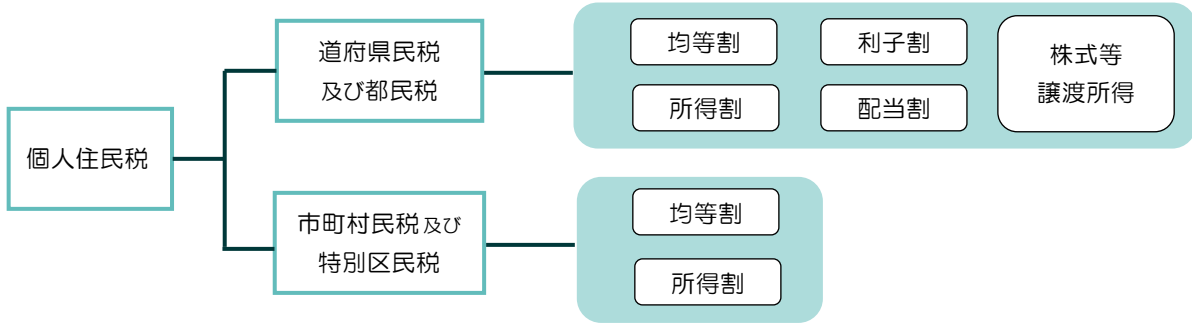 個人住民税
道府県民税
及び都民税
均等割
利子割
所得割
配当割
株式等
譲渡所得
市町村民税及び
特別区民税
均等割
所得割